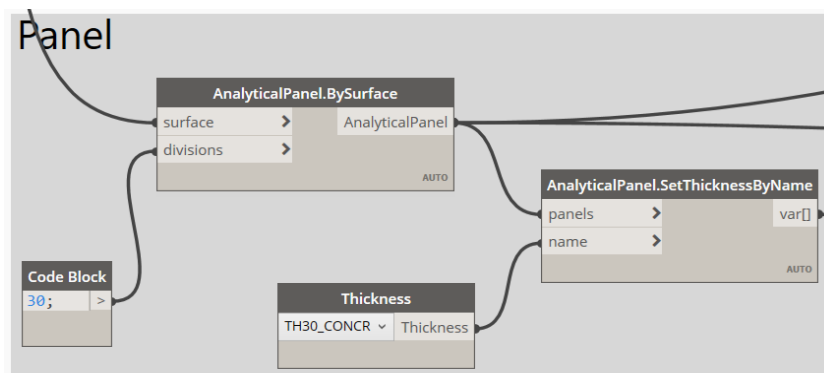 Panel
AnalyticalPanel.BySurface
surface > AnalyticalPanel
divisions >
AUTO
AnalyticalPanel.SetThicknessByName
panels > var[]
name >
AUTO
Code Block
30; >
Thickness
TH30_CONCR Thickness